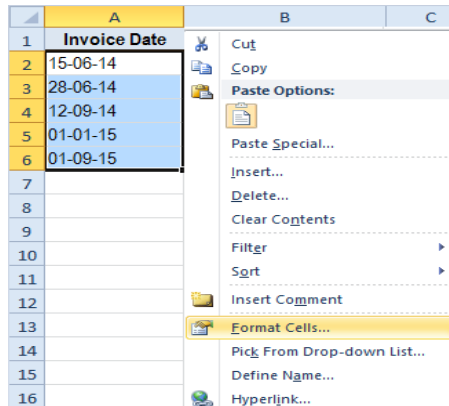 A B C
1 Invoice Date
2 15-06-14
3 28-06-14
4 12-09-14
5 01-01-15
6 01-09-15
7
8
9
10
11
12
13
14
15
16
Cut
Copy
Paste Options:
Paste Special...
Insert...
Delete...
Clear Contents
Filter
Sort
Insert Comment
Format Cells...
Pick From Drop-down List...
Define Name...
Hyperlink...